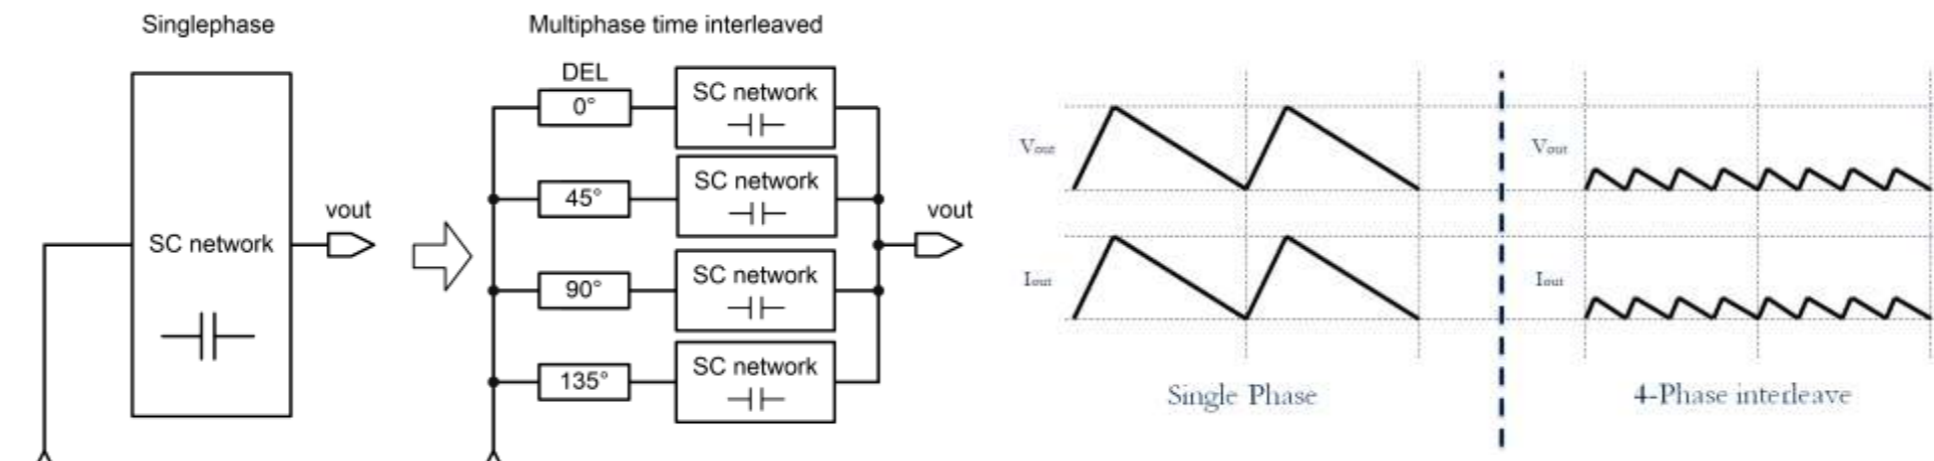 Singlephase
SC network
vout
Multiphase time interleaved
DEL
0°
SC network
45°
SC network
90°
SC network
135°
SC network
vout
Vout
Iout
Single Phase
Vout
Iout
4-Phase interleave